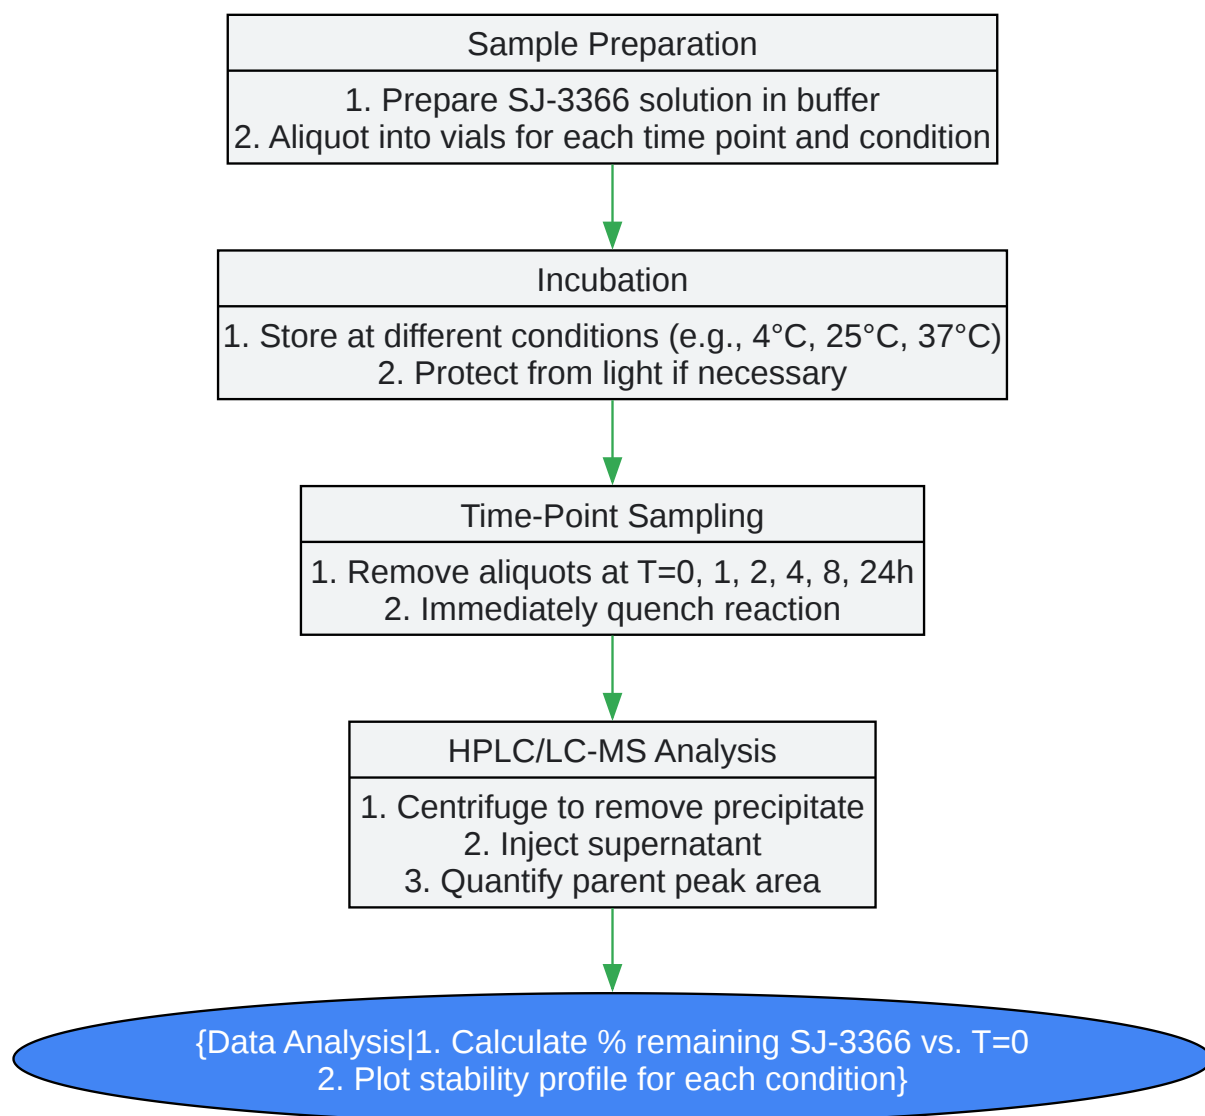 Sample Preparation
1. Prepare SJ-3366 solution in buffer
2. Aliquot into vials for each time point and condition
Incubation
1. Store at different conditions (e.g., 4°C, 25°C, 37°C)
2. Protect from light if necessary
Time-Point Sampling
1. Remove aliquots at T=0, 1, 2, 4, 8, 24h
2. Immediately quench reaction
HPLC/LC-MS Analysis
1. Centrifuge to remove precipitate
2. Inject supernatant
3. Quantify parent peak area
{Data Analysis|1. Calculate % remaining SJ-3366 vs. T=0
2. Plot stability profile for each condition}